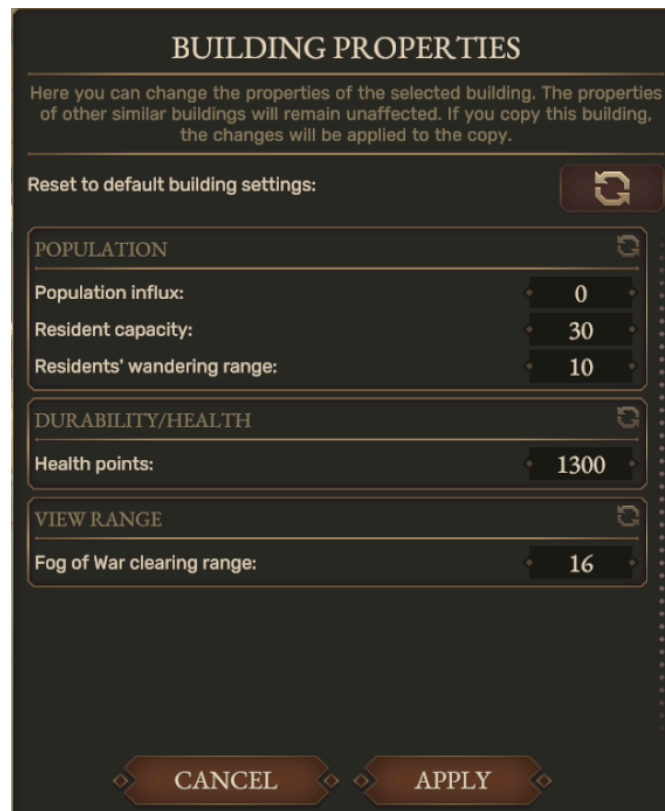 BUILDING PROPERTIES
Here you can change the properties of the selected building. The properties
of other similar buildings will remain unaffected. If you copy this building,
the changes will be applied to the copy.
Reset to default building settings:
POPULATION
Population influx: 0
Resident capacity: 30
Residents' wandering range: 10
DURABILITY/HEALTH
Health points: 1300
VIEW RANGE
Fog of War clearing range: 16
CANCEL APPLY